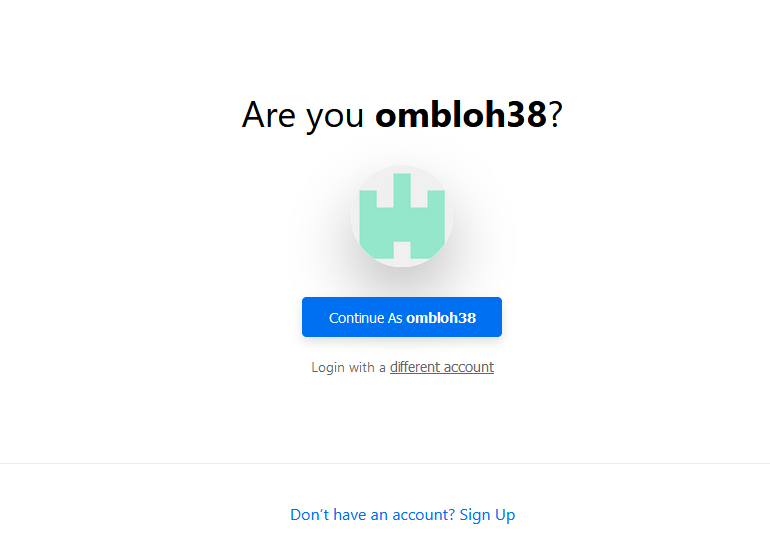 Are you ombloh38?
Continue As ombloh38
Login with a different account
Don't have an account? Sign Up